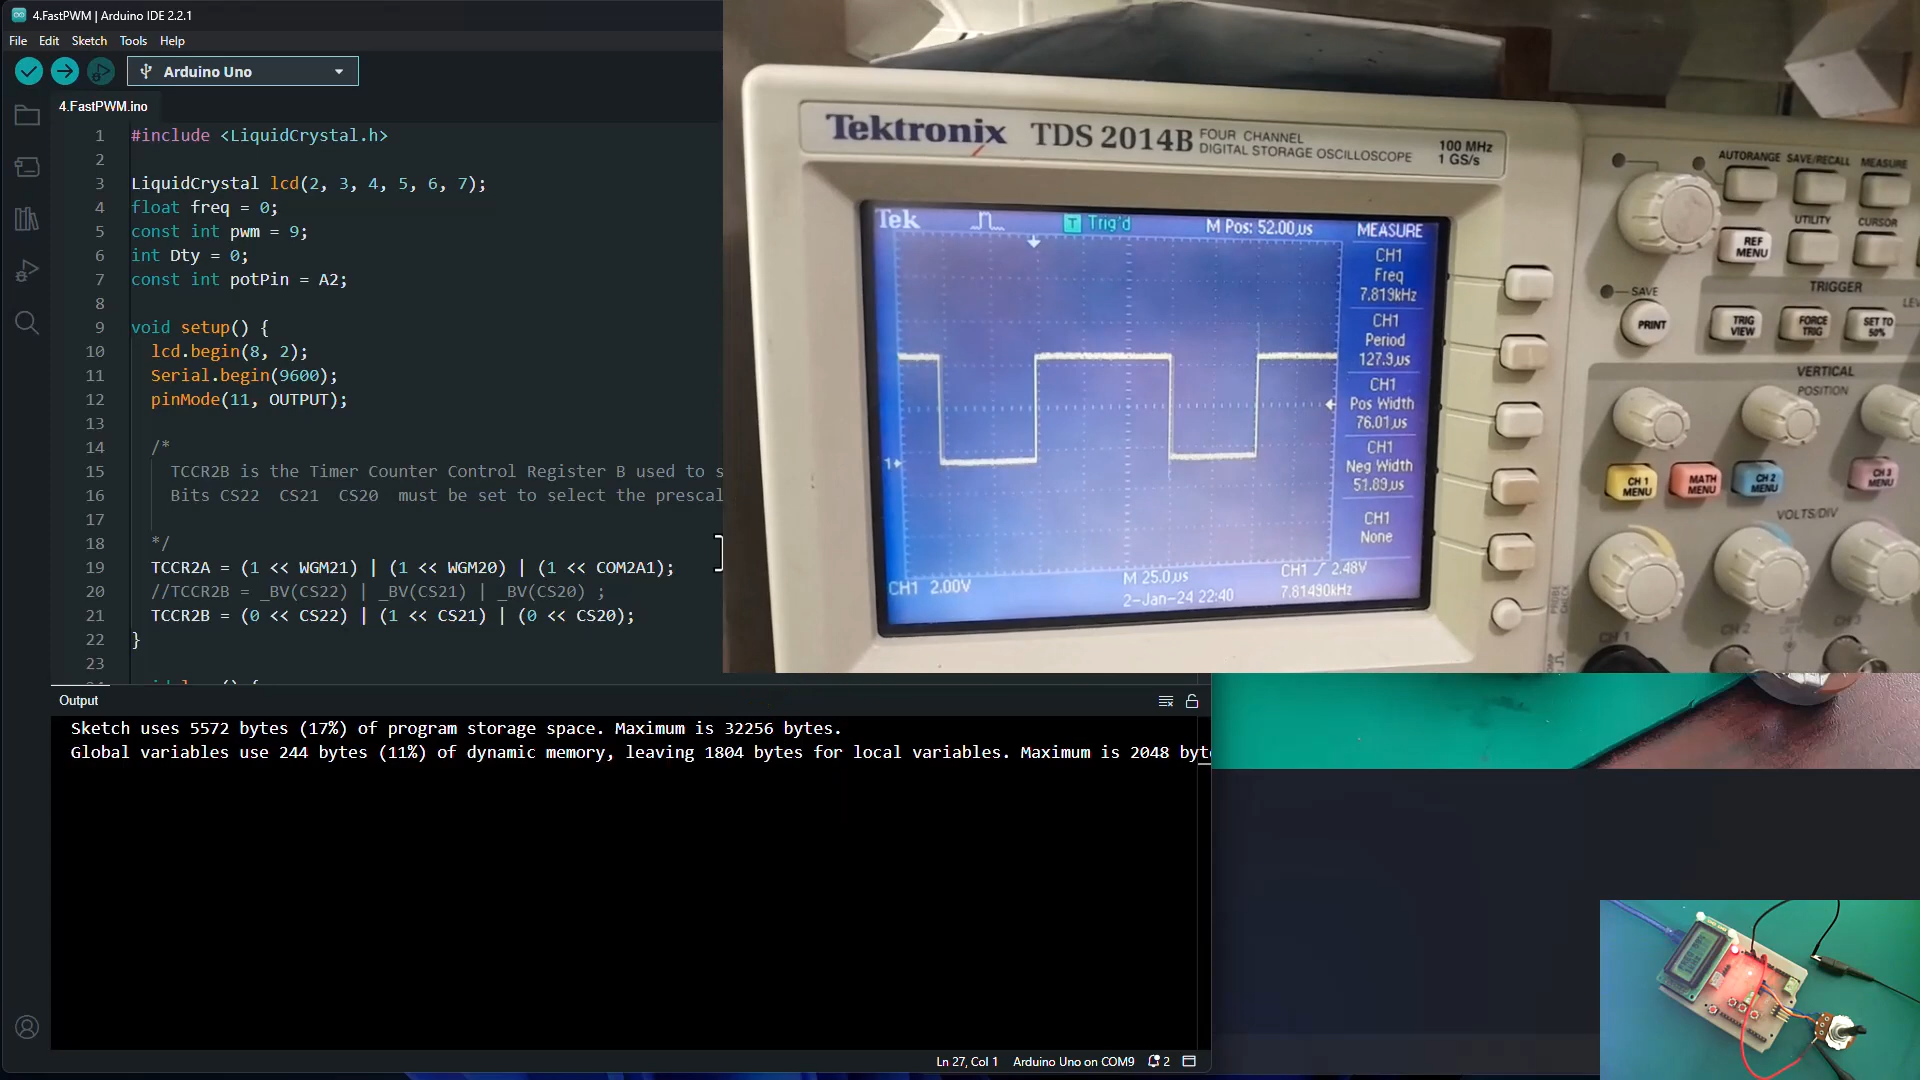 4.FastPWM | Arduino IDE 2.2.1
File Edit Sketch Tools Help
Arduino Uno
4.FastPWM.ino
1 #include <LiquidCrystal.h>
2
3 LiquidCrystal lcd(2, 3, 4, 5, 6, 7);
4 float freq = 0;
5 const int pwm = 9;
6 int Dty = 0;
7 const int potPin = A2;
8
9 void setup() {
10 lcd.begin(8, 2);
11 Serial.begin(9600);
12 pinMode(11, OUTPUT);
13
14 /*
15 TCCR2B is the Timer Counter Control Register B used to s
16 Bits CS22 CS21 CS20 must be set to select the prescal
17
18 */
19 TCCR2A = (1 << WGM21) | (1 << WGM20) | (1 << COM2A1);
20 //TCCR2B = _BV(CS22) | _BV(CS21) | _BV(CS20) ;
21 TCCR2B = (0 << CS22) | (1 << CS21) | (0 << CS20);
22 }
23
Output
Sketch uses 5572 bytes (17%) of program storage space. Maximum is 32256 bytes.
Global variables use 244 bytes (11%) of dynamic memory, leaving 1804 bytes for local variables. Maximum is 2048 byt
Ln 27, Col 1 Arduino Uno on COM9 2
Tektronix TDS 2014B FOUR CHANNEL
DIGITAL STORAGE OSCILLOSCOPE
100 MHz
1 GS/s
Tek T Trig'd M Pos: 52.00µs MEASURE
CH1
Freq
7.819kHz
CH1
Period
127.9µs
CH1
Pos Width
76.01µs
CH1
Neg Width
51.89µs
CH1
None
1
CH1 2.00V M 25.0µs CH1 2.48V
2-Jan-24 22:40 7.81490kHz
AUTORANGE SAVE/RECALL MEASURE
UTILITY CURSOR
REF
MENU
SAVE
PRINT
TRIGGER
LEV
TRIG
VIEW
FORCE
TRIG
SET TO
50%
VERTICAL
POSITION
CH 1
MENU
MATH
MENU
CH 2
MENU
CH 3
MENU
VOLTS/DIV
PROBE
CHECK
CH 1
CH 2
CH 3